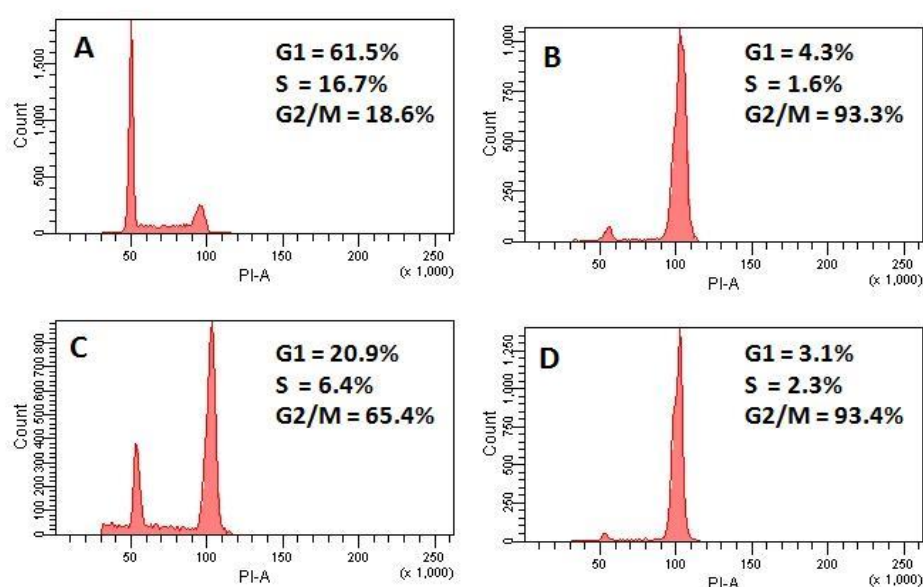 A
G1 = 61.5%
S = 16.7%
G2/M = 18.6%
Count
1,500
1,000
500
0
50 100 150 200 250
PI-A
(x 1,000)
B
G1 = 4.3%
S = 1.6%
G2/M = 93.3%
Count
1,000
750
500
250
0
50 100 150 200 250
PI-A
(x 1,000)
C
G1 = 20.9%
S = 6.4%
G2/M = 65.4%
Count
800
700
600
500
400
300
200
100
0
50 100 150 200 250
PI-A
(x 1,000)
D
G1 = 3.1%
S = 2.3%
G2/M = 93.4%
Count
1,250
1,000
750
500
250
0
50 100 150 200 250
PI-A
(x 1,000)